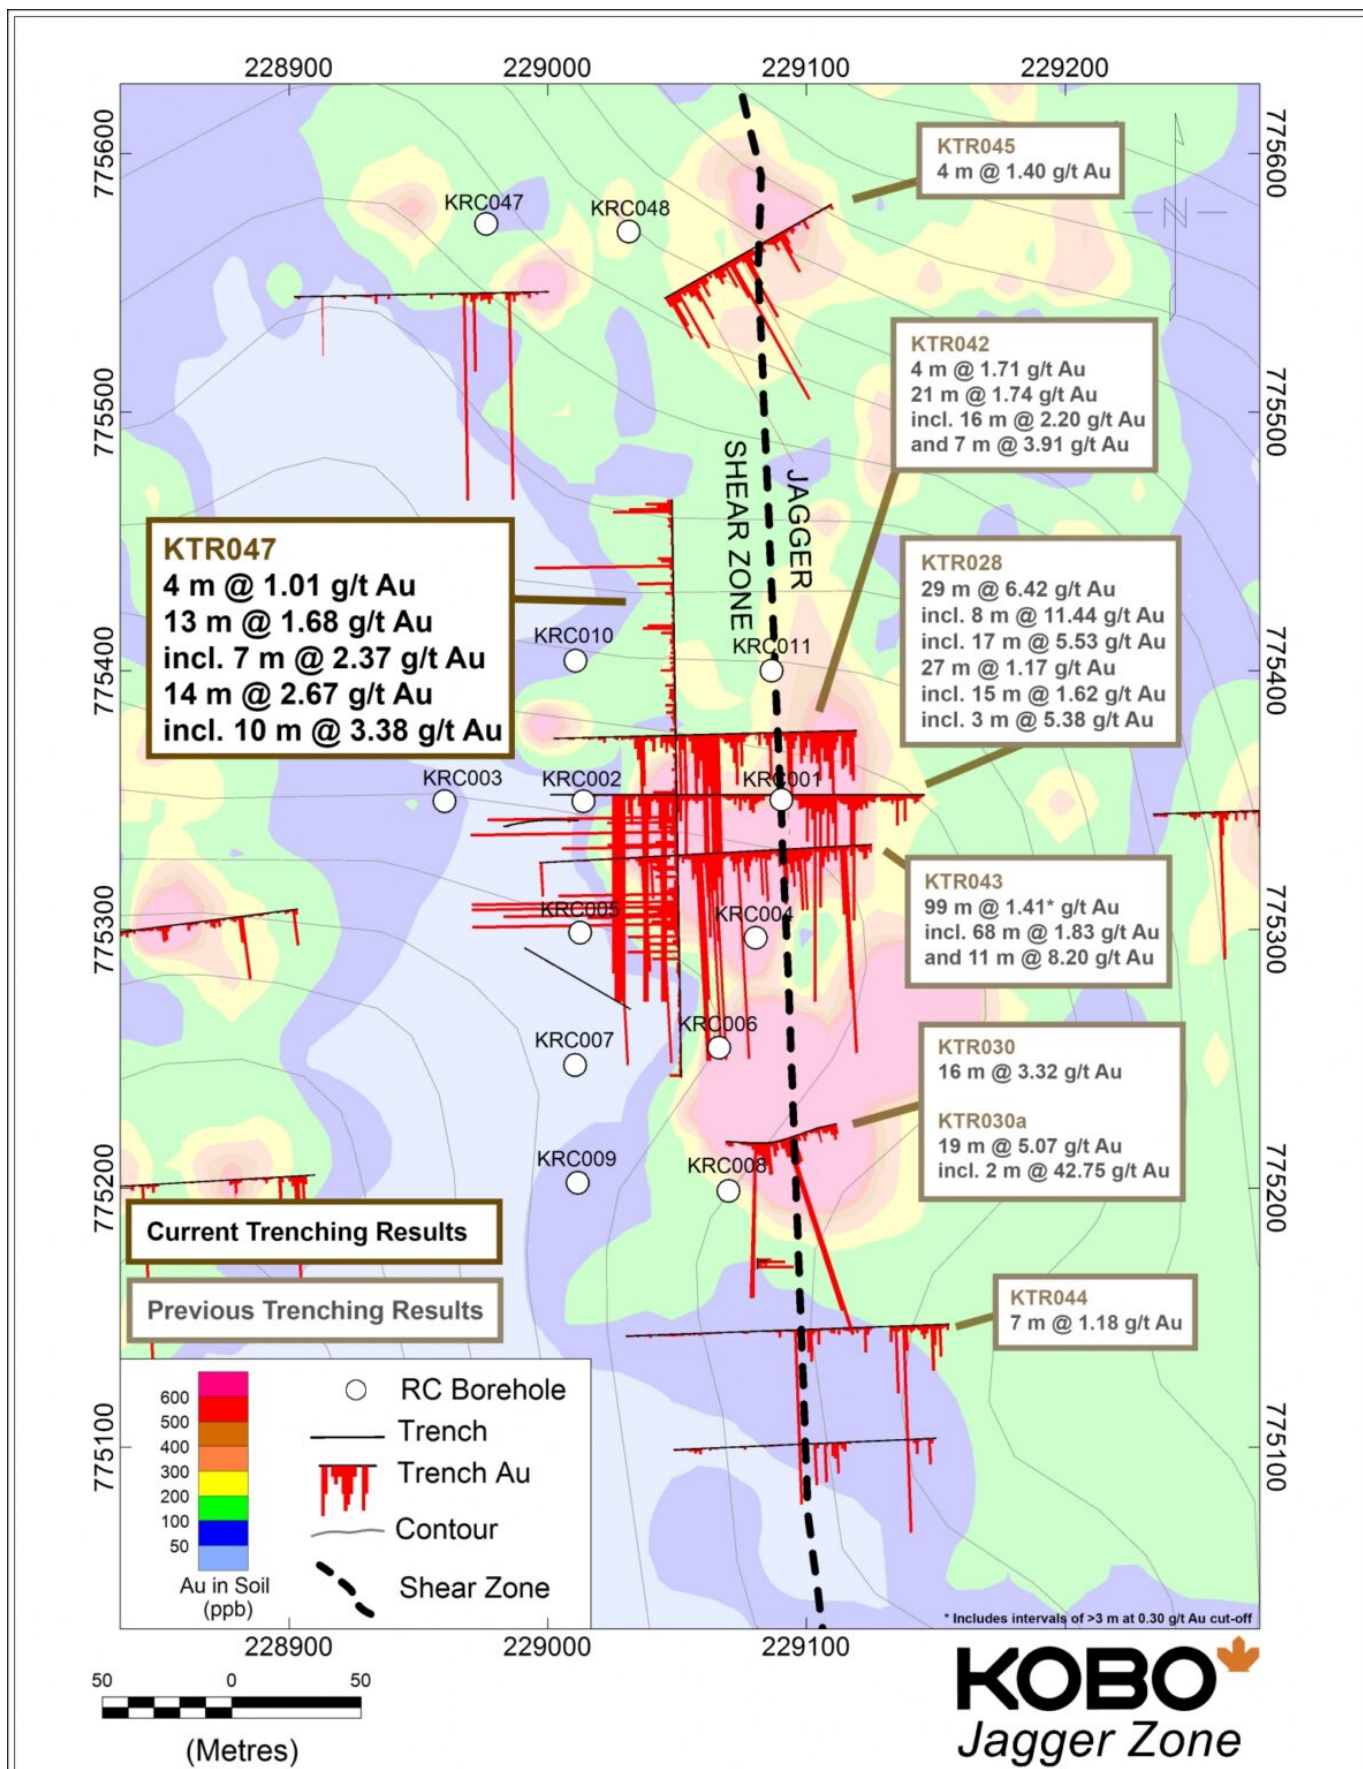 228900
229000
229100
229200
775600
775500
775400
775300
775200
775100
775600
775500
775400
775300
775200
775100
KTR045
4 m @ 1.40 g/t Au
N
KRC047
KRC048
KTR042
4 m @ 1.71 g/t Au
21 m @ 1.74 g/t Au
incl. 16 m @ 2.20 g/t Au
and 7 m @ 3.91 g/t Au
JAGGER
SHEAR ZONE
KTR047
4 m @ 1.01 g/t Au
13 m @ 1.68 g/t Au
incl. 7 m @ 2.37 g/t Au
14 m @ 2.67 g/t Au
incl. 10 m @ 3.38 g/t Au
KTR028
29 m @ 6.42 g/t Au
incl. 8 m @ 11.44 g/t Au
incl. 17 m @ 5.53 g/t Au
27 m @ 1.17 g/t Au
incl. 15 m @ 1.62 g/t Au
incl. 3 m @ 5.38 g/t Au
KRC010
KRC011
KRC003
KRC002
KRC001
KTR043
99 m @ 1.41* g/t Au
incl. 68 m @ 1.83 g/t Au
and 11 m @ 8.20 g/t Au
KRC005
KRC004
KRC007
KRC006
KTR030
16 m @ 3.32 g/t Au
KTR030a
19 m @ 5.07 g/t Au
incl. 2 m @ 42.75 g/t Au
KRC009
KRC008
Current Trenching Results
Previous Trenching Results
KTR044
7 m @ 1.18 g/t Au
600
500
400
300
200
100
50
Au in Soil
(ppb)
RC Borehole
Trench
Trench Au
Contour
Shear Zone
* Includes intervals of >3 m at 0.30 g/t Au cut-off
228900
229000
229100
50
0
50
(Metres)
KOBO
Jagger Zone